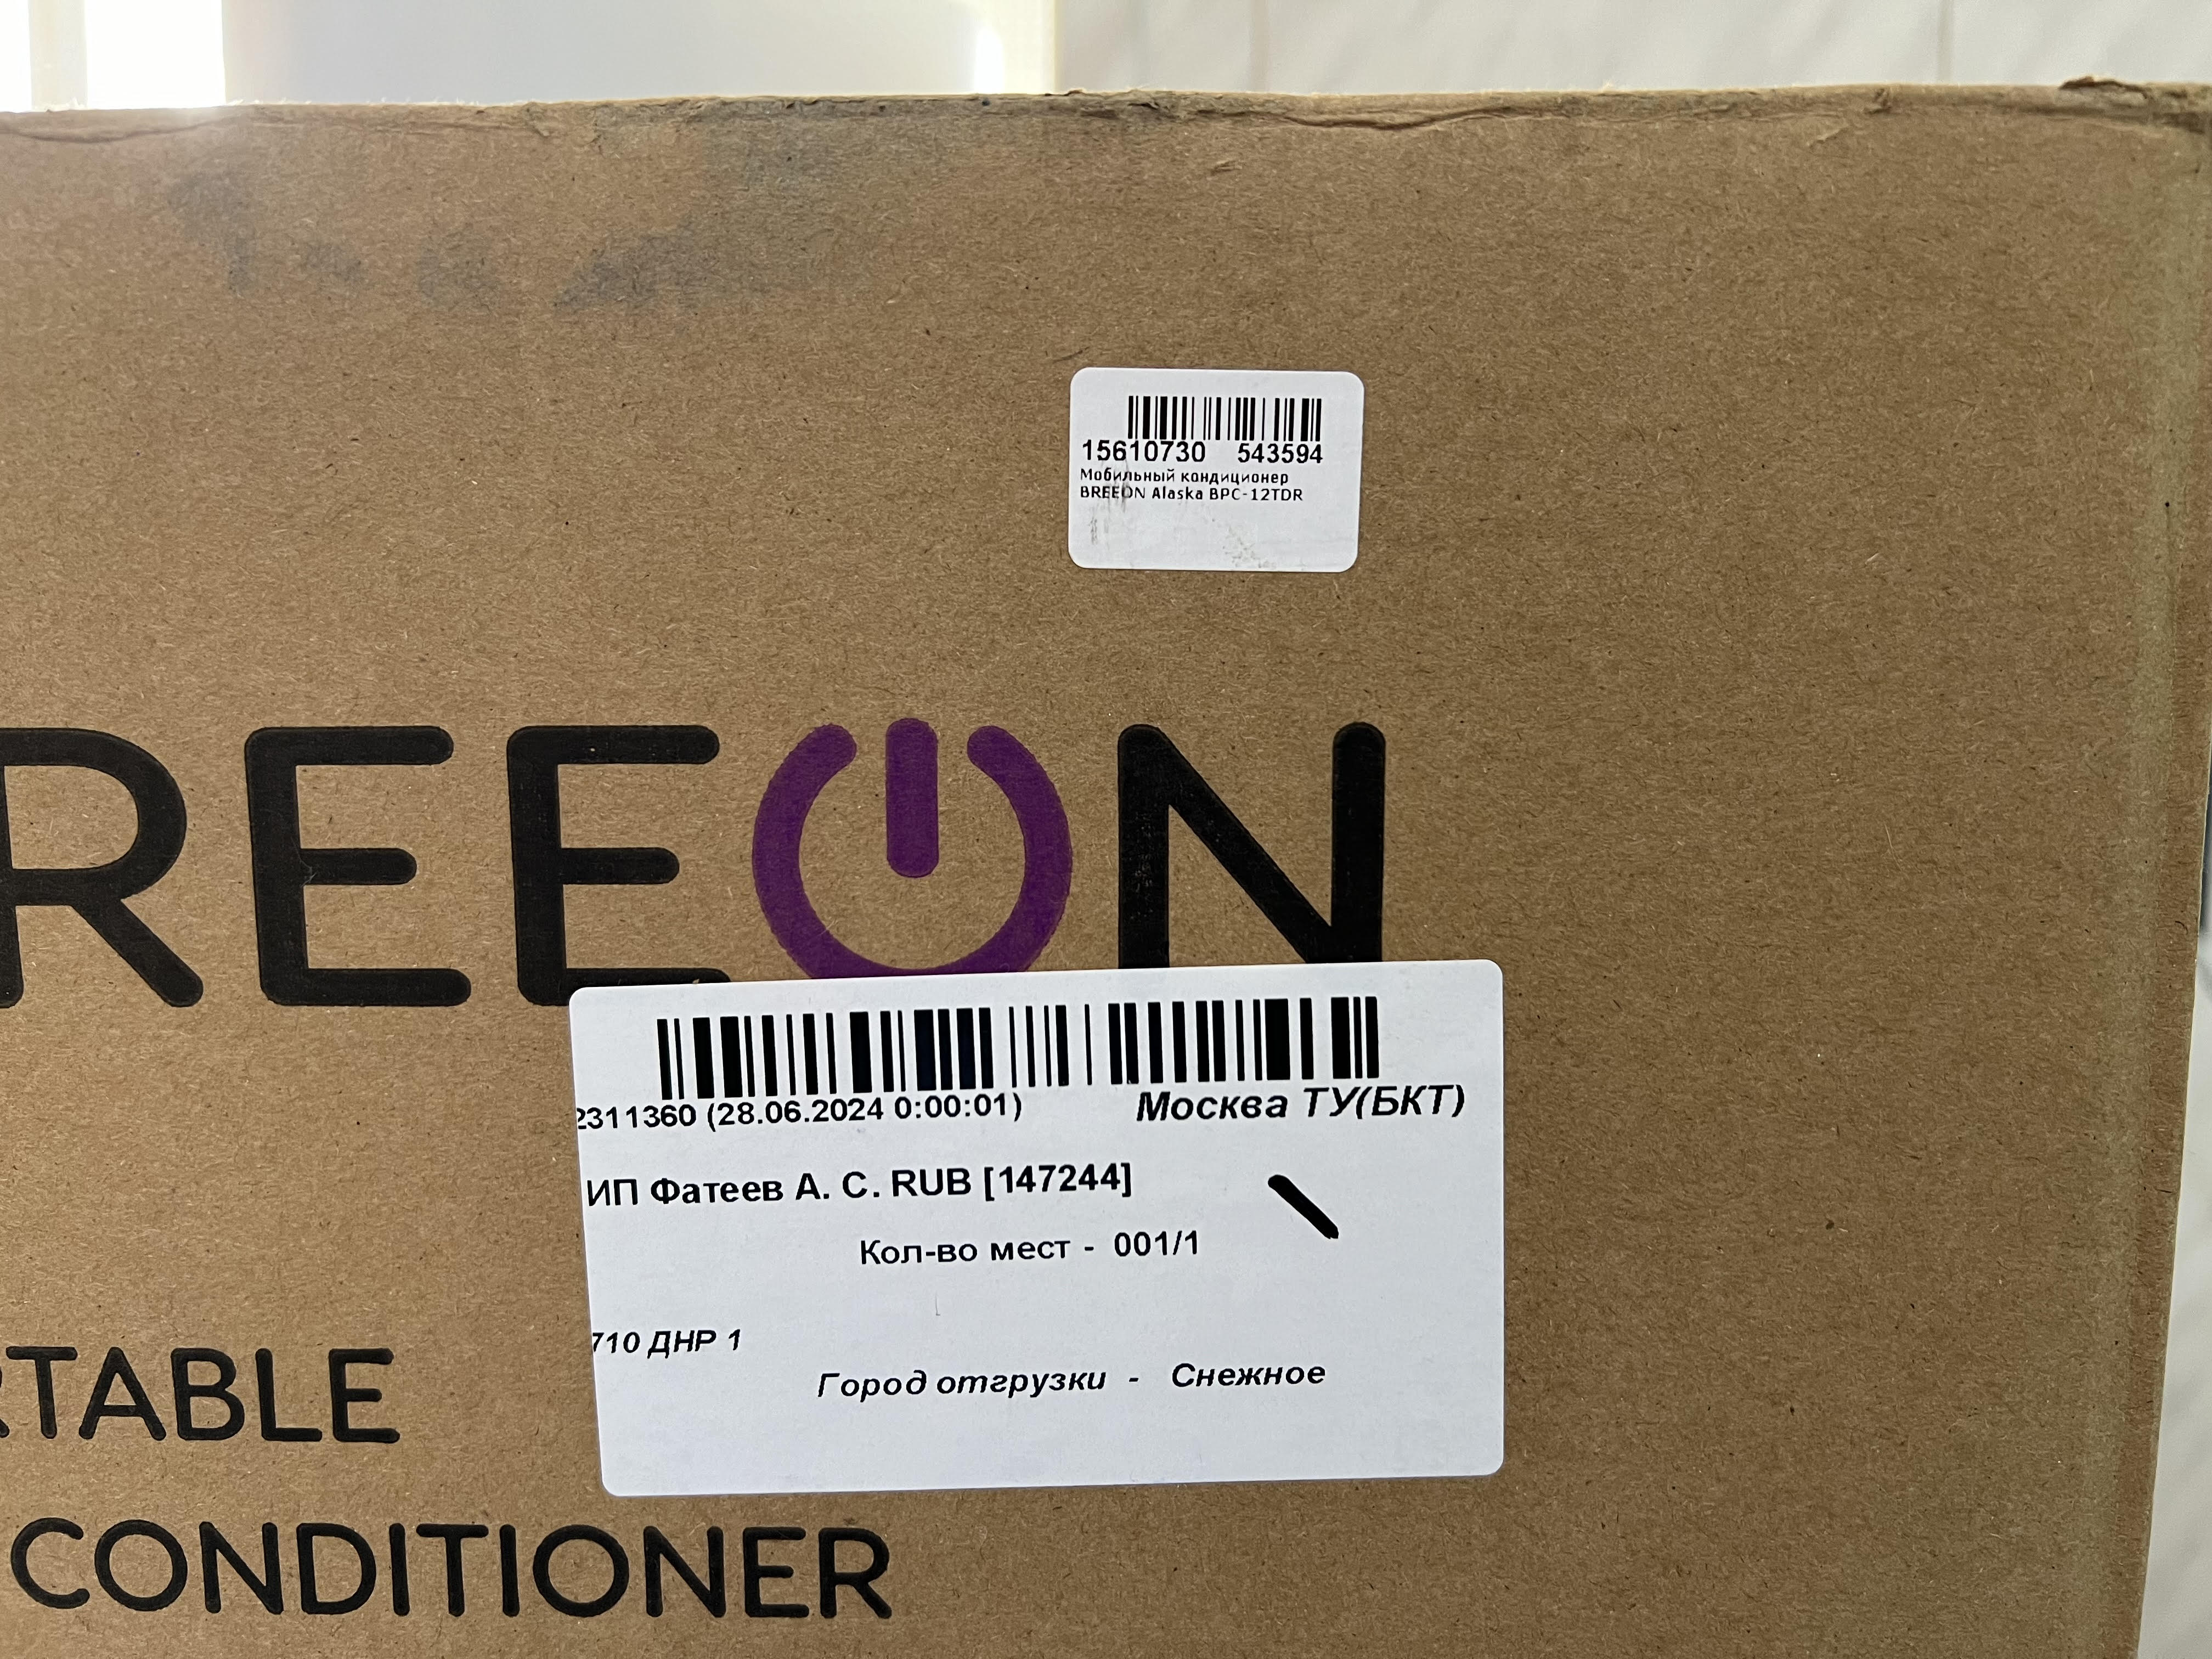 15610730 543594
Мобильный кондиционер
BREEON Alaska BPC-12TDR
REEON
2311360 (28.06.2024 0:00:01)
Москва ТУ(БКТ)
ИП Фатеев А. С. RUB [147244]
Кол-во мест - 001/1
710 ДНР 1
Город отгрузки - Снежное
RTABLE
CONDITIONER